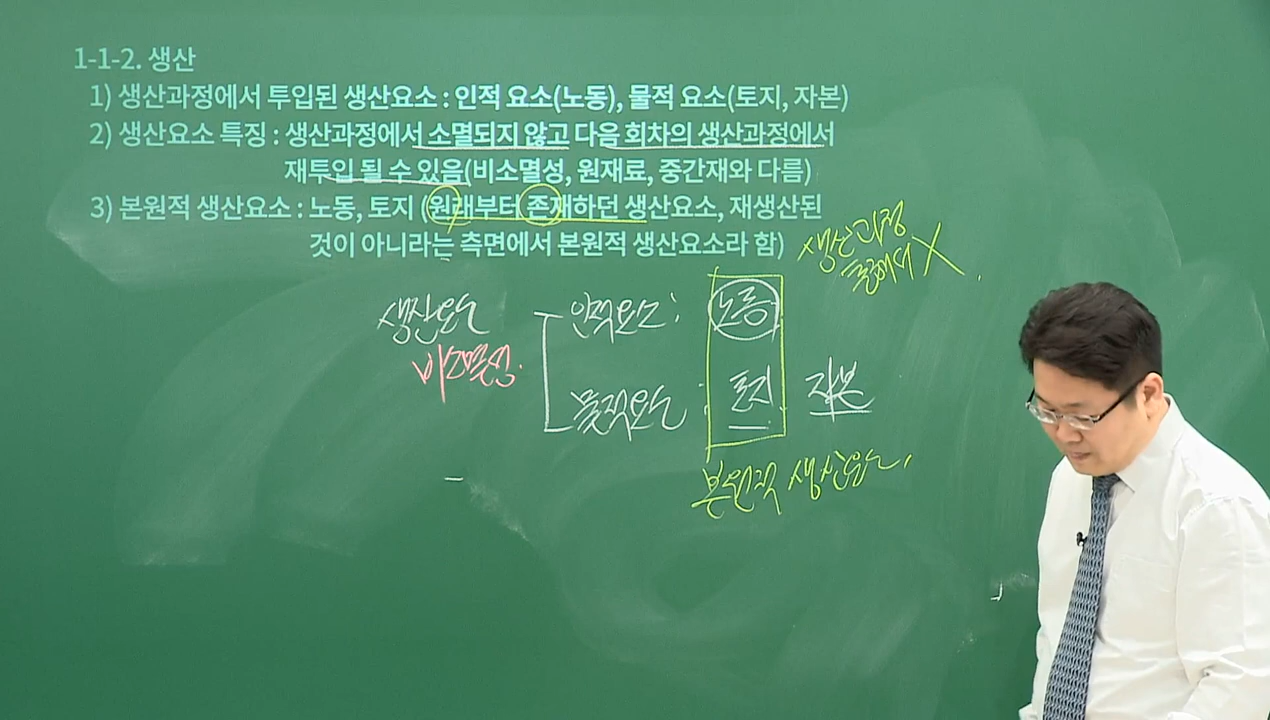 1-1-2. 생산
1) 생산과정에서 투입된 생산요소 : 인적 요소(노동), 물적 요소(토지, 자본)
2) 생산요소 특징 : 생산과정에서 소멸되지 않고 다음 회차의 생산과정에서
재투입 될 수 있음(비소멸성, 원재료, 중간재와 다름)
3) 본원적 생산요소 : 노동, 토지 (원래부터 존재하던 생산요소, 재생산된
것이 아니라는 측면에서 본원적 생산요소라 함)
생산과정
X
생산요소
인적요소 : 노동
비소멸성.
물적요소 : 토지 자본
본원적 생산요소,